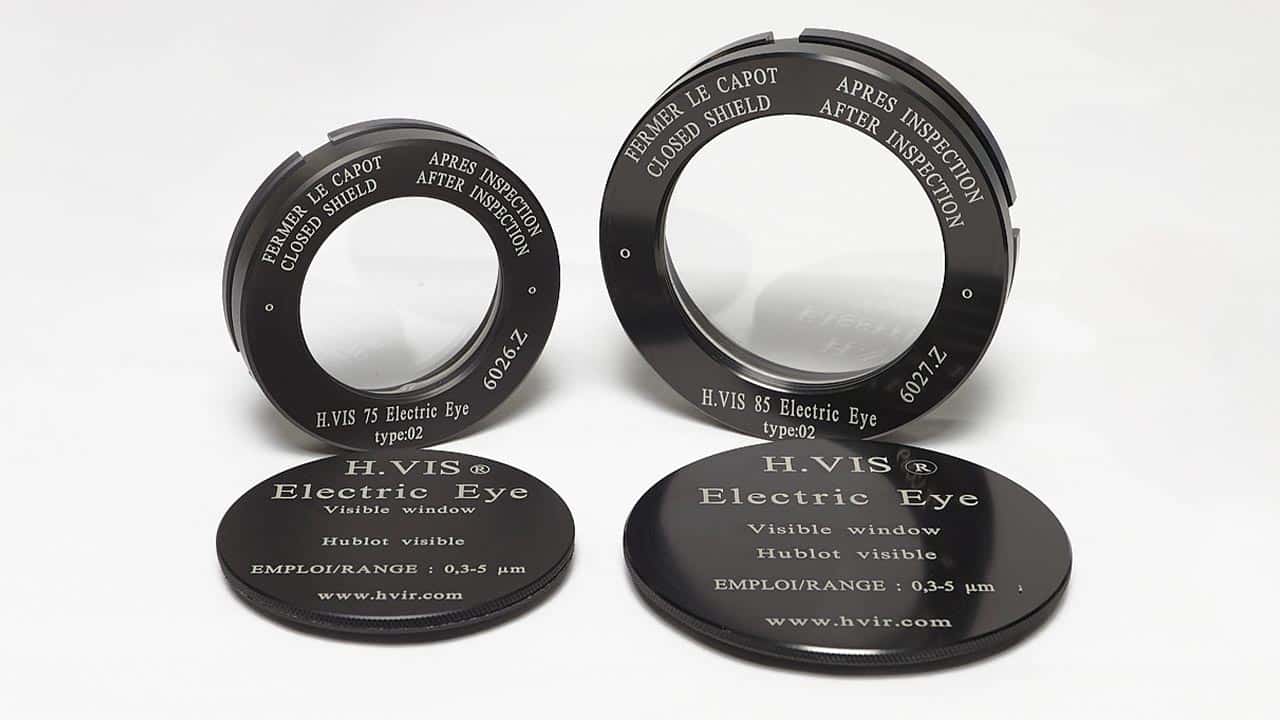 FERMER LE CAPOT
CLOSED SHIELD
APRES INSPECTION
AFTER INSPECTION
6026.Z
H.VIS 75 Electric Eye
type:02
H.VIS ®
Electric Eye
Visible window
Hublot visible
EMPLOI/RANGE : 0,3-5 µm
www.hvir.com
FERMER LE CAPOT
CLOSED SHIELD
APRES INSPECTION
AFTER INSPECTION
6027.Z
H.VIS 85 Electric Eye
type:02
H.VIS ®
Electric Eye
Visible window
Hublot visible
EMPLOI/RANGE : 0,3-5 µm
www.hvir.com